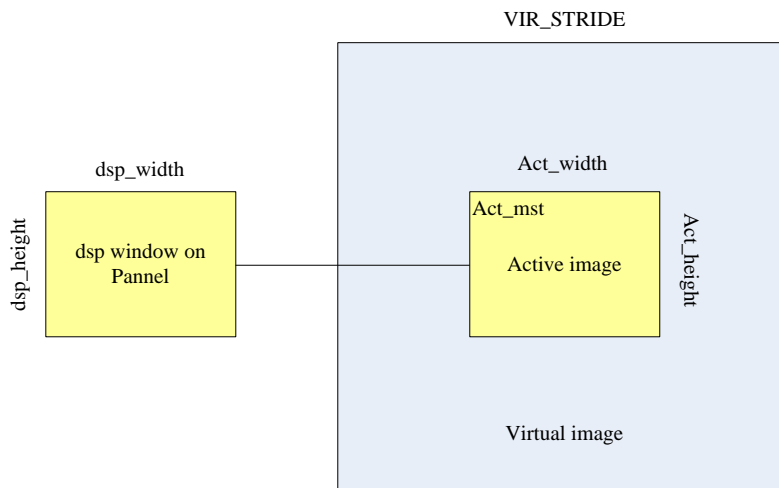 VIR_STRIDE
dsp_width
Act_width
dsp_height
dsp window on
Pannel
Act_mst
Active image
Act_height
Virtual image